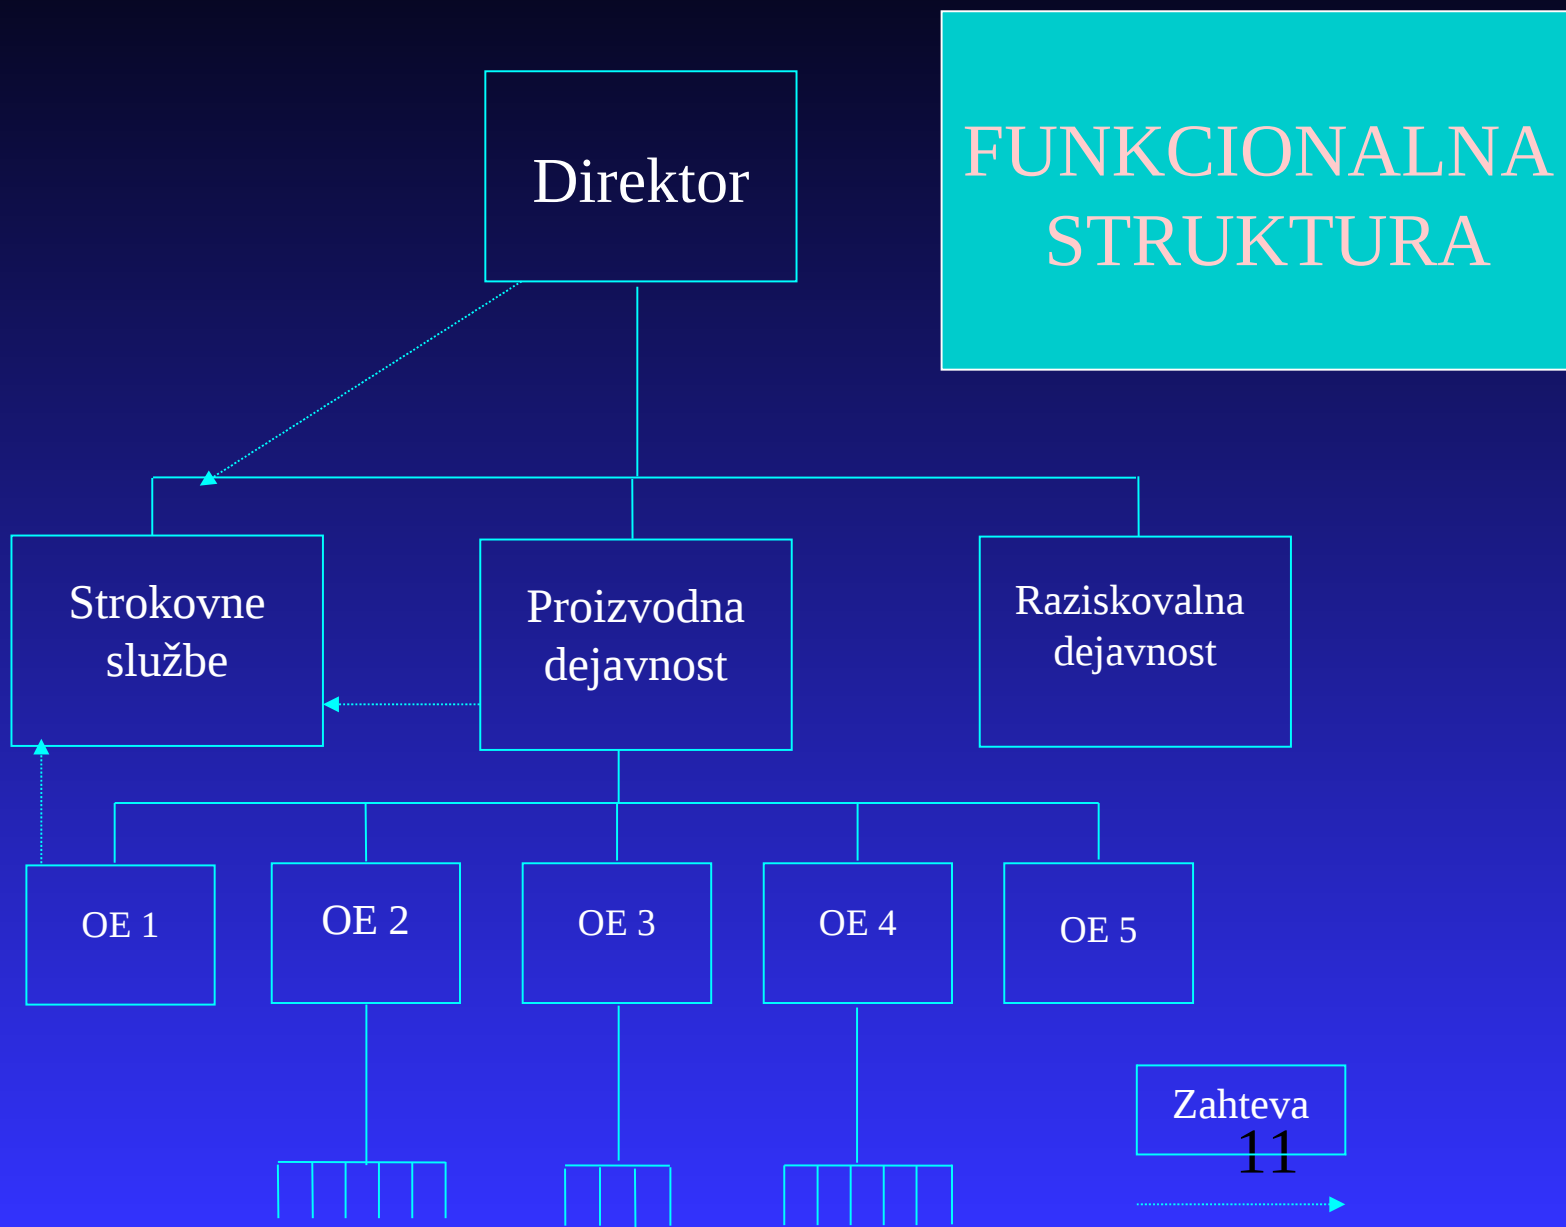 FUNKCIONALNA
STRUKTURA
Direktor
Strokovne
službe
Proizvodna
dejavnost
Raziskovalna
dejavnost
OE 1
OE 2
OE 3
OE 4
OE 5
Zahteva
11